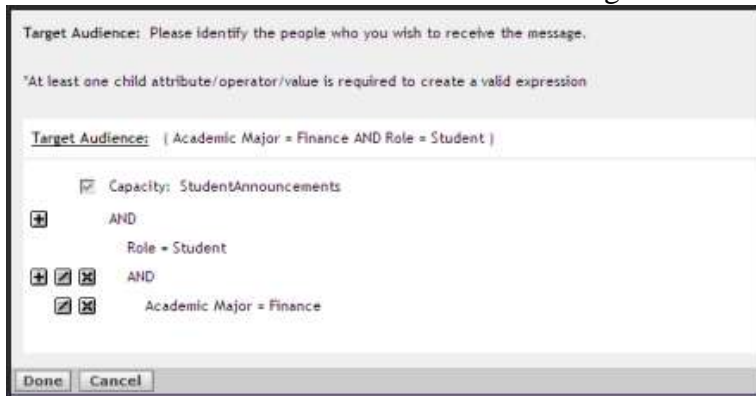 Target Audience: Please identify the people who you wish to receive the message.
*At least one child attribute/operator/value is required to create a valid expression
Target Audience: ( Academic Major = Finance AND Role = Student )
Capacity: StudentAnnouncements
AND
Role = Student
AND
Academic Major = Finance
Done Cancel